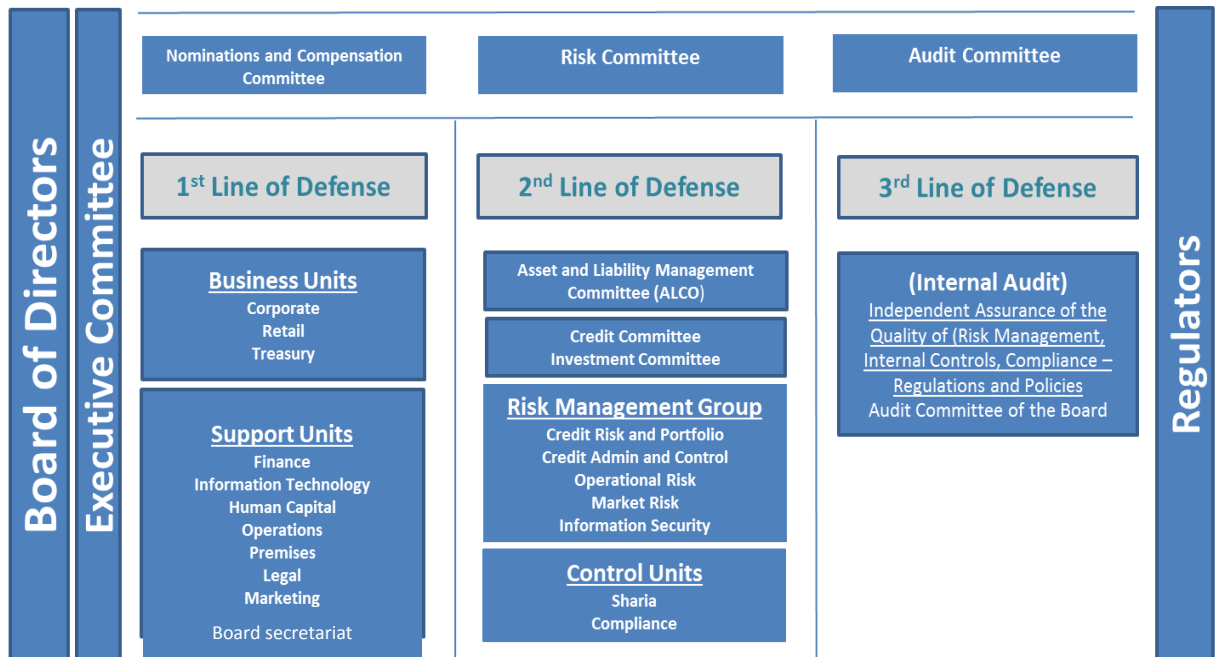 Board of Directors
Executive Committee
Nominations and Compensation
Committee
Risk Committee
Audit Committee
1st Line of Defense
2nd Line of Defense
3rd Line of Defense
Business Units
Corporate
Retail
Treasury
Support Units
Finance
Information Technology
Human Capital
Operations
Premises
Legal
Marketing
Board secretariat
Asset and Liability Management
Committee (ALCO)
Credit Committee
Investment Committee
Risk Management Group
Credit Risk and Portfolio
Credit Admin and Control
Operational Risk
Market Risk
Information Security
Control Units
Sharia
Compliance
(Internal Audit)
Independent Assurance of the
Quality of (Risk Management,
Internal Controls, Compliance –
Regulations and Policies
Audit Committee of the Board
Regulators